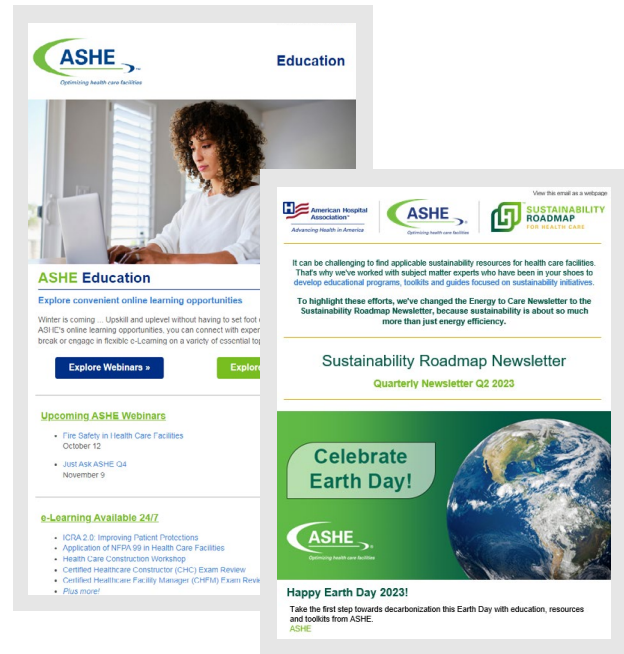 ASHE™
Optimizing health care facilities
Education
ASHE Education
Explore convenient online learning opportunities
Winter is coming ... Upskill and uplevel without having to set foot
ASHE's online learning opportunities, you can connect with
break or engage in flexible e-Learning on a variety of essential
Explore Webinars »
Upcoming ASHE Webinars
• Fire Safety in Health Care Facilities
October 12
• Just Ask ASHE Q4
November 9
e-Learning Available 24/7
• ICRA 2.0: Improving Patient Protections
• Application of NFPA 99 in Health Care Facilities
• Health Care Construction Workshop
• Certified Healthcare Constructor (CHC) Exam Review
• Certified Healthcare Facility Manager (CHFM) Exam
• Plus more!
View this email as a webpage
American Hospital
Association™
Advancing Health in America
ASHE®
Optimizing health care facilities
SUSTAINABILITY
ROADMAP™
FOR HEALTH CARE
It can be challenging to find applicable sustainability resources for health care facilities.
That's why we've worked with subject matter experts who have been in your shoes to
develop educational programs, toolkits and guides focused on sustainability initiatives.
To highlight these efforts, we've changed the Energy to Care Newsletter to the
Sustainability Roadmap Newsletter, because sustainability is about so much
more than just energy efficiency.
Sustainability Roadmap Newsletter
Quarterly Newsletter Q2 2023
Celebrate
Earth Day!
ASHE®
Optimizing health care facilities
Happy Earth Day 2023!
Take the first step towards decarbonization this Earth Day with education, resources
and toolkits from ASHE.
ASHE